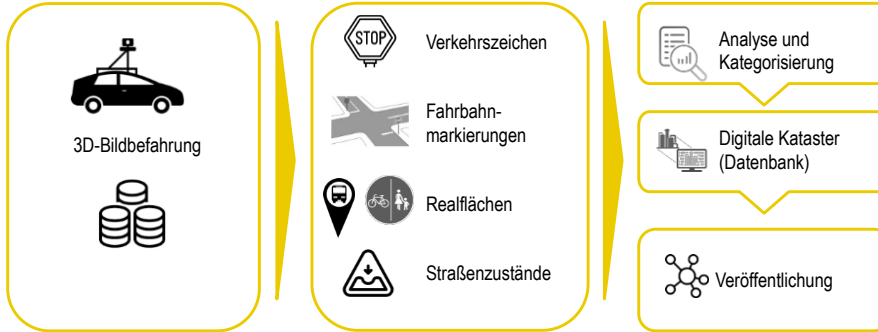 3D-Bildbefahrung
STOP
Verkehrszeichen
Fahrbahn-
markierungen
Realflächen
Straßenzustände
Analyse und
Kategorisierung
Digitale Kataster
(Datenbank)
Veröffentlichung